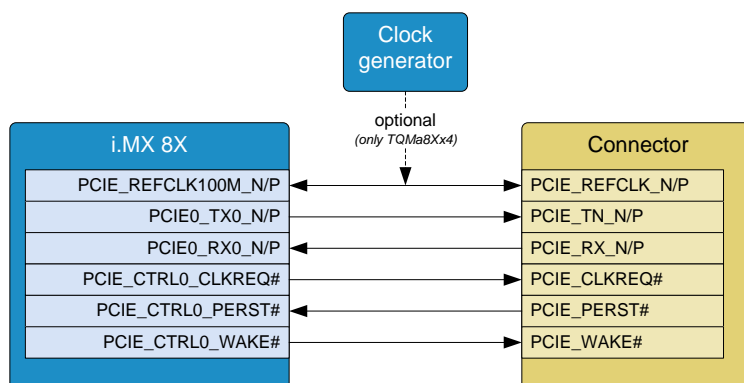 Clock
generator
optional
(only TQMa8Xx4)
i.MX 8X
Connector
PCIE_REFCLK100M_N/P
PCIE_REFCLK_N/P
PCIE0_TX0_N/P
PCIE_TN_N/P
PCIE0_RX0_N/P
PCIE_RX_N/P
PCIE_CTRL0_CLKREQ#
PCIE_CLKREQ#
PCIE_CTRL0_PERST#
PCIE_PERST#
PCIE_CTRL0_WAKE#
PCIE_WAKE#